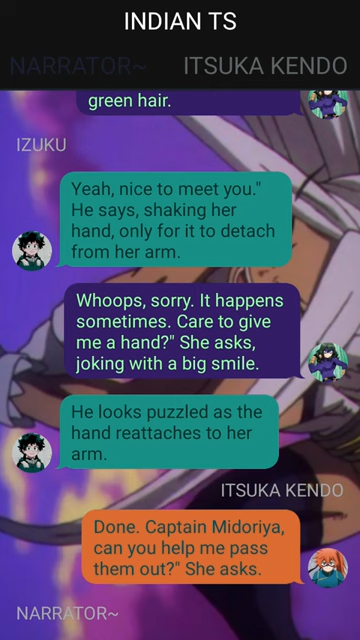 INDIAN TS
NARRATOR~ ITSUKA KENDO
green hair.
IZUKU
Yeah, nice to meet you."
He says, shaking her
hand, only for it to detach
from her arm.
Whoops, sorry. It happens
sometimes. Care to give
me a hand?" She asks,
joking with a big smile.
He looks puzzled as the
hand reattaches to her
arm.
ITSUKA KENDO
Done. Captain Midoriya,
can you help me pass
them out?" She asks.
NARRATOR~